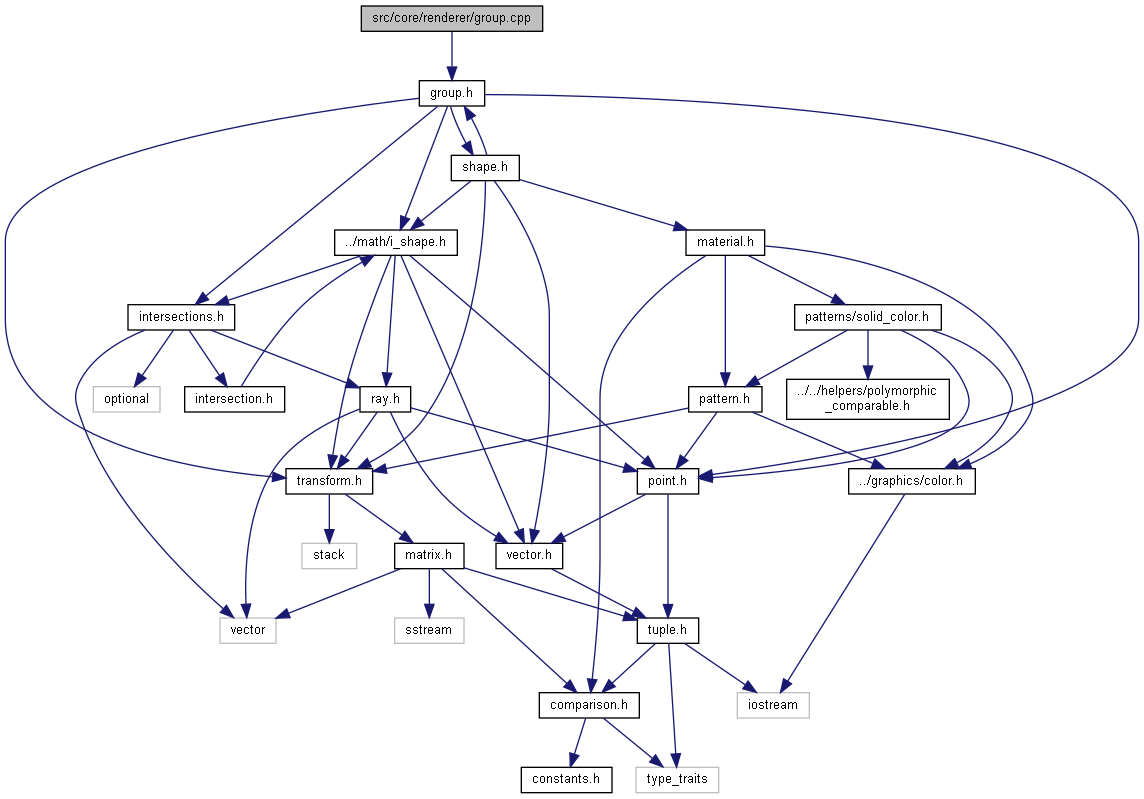 src/core/renderer/group.cpp
group.h
shape.h
../math/i_shape.h
material.h
intersections.h
patterns/solid_color.h
optional
intersection.h
ray.h
pattern.h
../../helpers/polymorphic
_comparable.h
transform.h
point.h
../graphics/color.h
stack
matrix.h
vector.h
vector
sstream
tuple.h
comparison.h
iostream
constants.h
type_traits